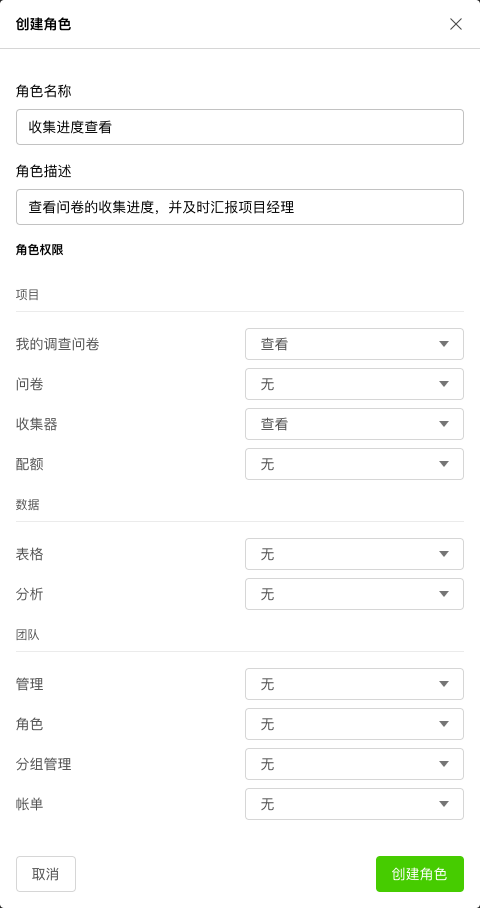 创建角色
角色名称
收集进度查看
角色描述
查看问卷的收集进度，并及时汇报项目经理
角色权限
项目
我的调查问卷 查看
问卷 无
收集器 查看
配额 无
数据
表格 无
分析 无
团队
管理 无
角色 无
分组管理 无
帐单 无
取消 创建角色